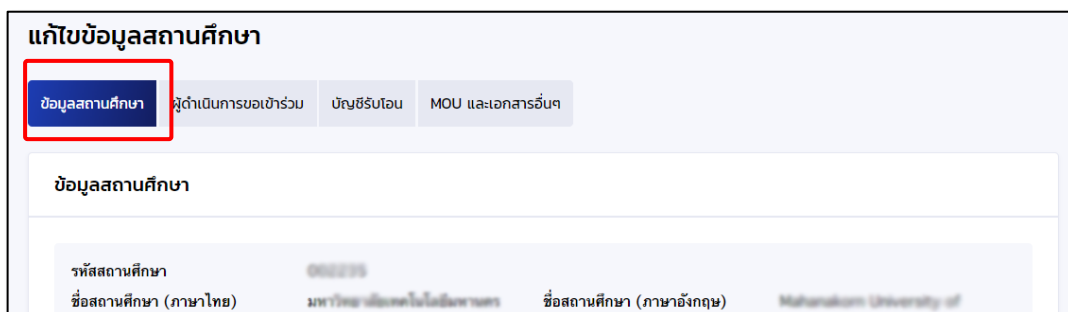 แก้ไขข้อมูลสถานศึกษา
ข้อมูลสถานศึกษา ผู้ดำเนินการขอเข้าร่วม บัญชีรับโอน MOU และเอกสารอื่นๆ
ข้อมูลสถานศึกษา
รหัสสถานศึกษา
ชื่อสถานศึกษา (ภาษาไทย) ชื่อสถานศึกษา (ภาษาอังกฤษ)